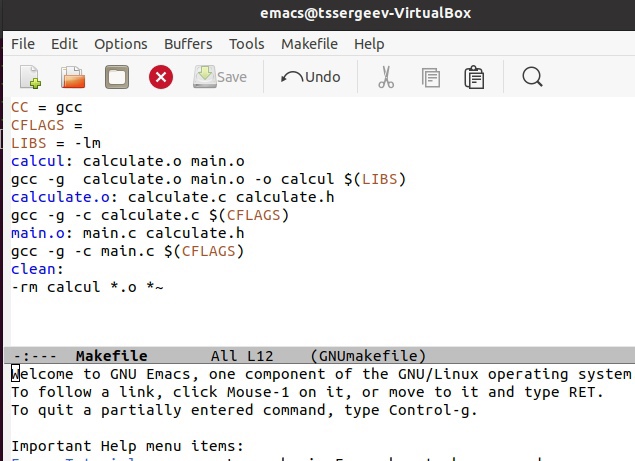 emacs@tssergeev-VirtualBox
File Edit Options Buffers Tools Makefile Help
Save Undo
CC = gcc
CFLAGS =
LIBS = -lm
calcul: calculate.o main.o
gcc -g  calculate.o main.o -o calcul $(LIBS)
calculate.o: calculate.c calculate.h
gcc -g -c calculate.c $(CFLAGS)
main.o: main.c calculate.h
gcc -g -c main.c $(CFLAGS)
clean:
-rm calcul *.o *~
-:---  Makefile      All L12    (GNUmakefile)
Welcome to GNU Emacs, one component of the GNU/Linux operating system
To follow a link, click Mouse-1 on it, or move to it and type RET.
To quit a partially entered command, type Control-g.
Important Help menu items: